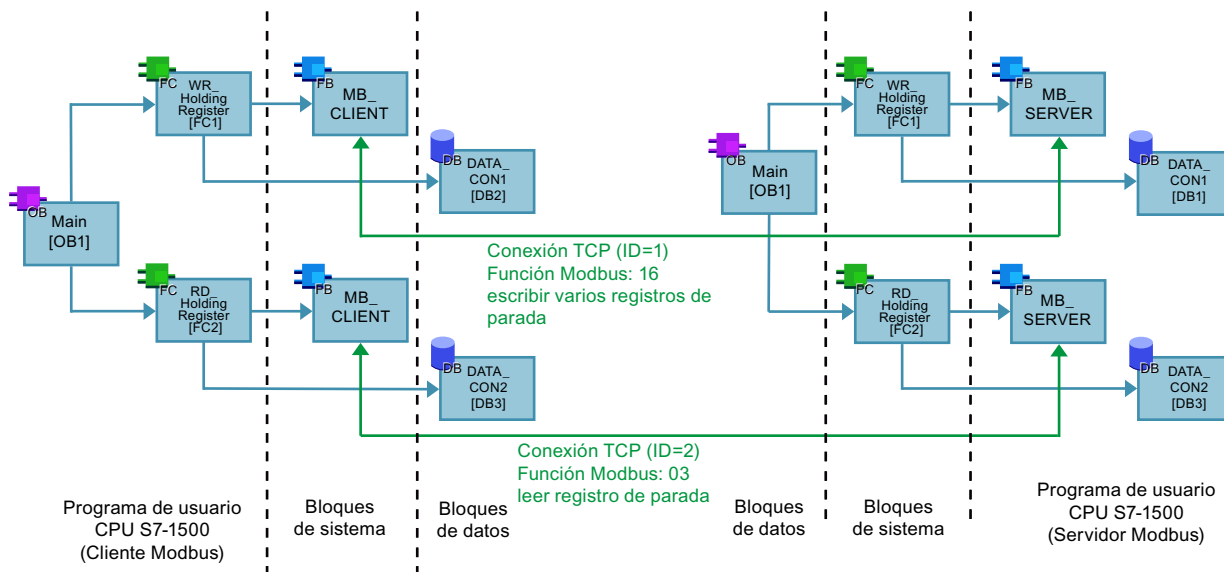 FC
WR_
Holding
Register
[FC1]
FB
MB_
CLIENT
DB
DATA_
CON1
[DB2]
OB
Main
[OB1]
FC
RD_
Holding
Register
[FC2]
FB
MB_
CLIENT
DB
DATA_
CON2
[DB3]
Conexión TCP (ID=1)
Función Modbus: 16
escribir varios registros de
parada
Conexión TCP (ID=2)
Función Modbus: 03
leer registro de parada
OB
Main
[OB1]
FC
WR_
Holding
Register
[FC1]
FB
MB_
SERVER
DB
DATA_
CON1
[DB1]
FC
RD_
Holding
Register
[FC2]
FB
MB_
SERVER
DB
DATA_
CON2
[DB3]
Programa de usuario
CPU S7-1500
(Cliente Modbus)
Bloques
de sistema
Bloques
de datos
Bloques
de datos
Bloques
de sistema
Programa de usuario
CPU S7-1500
(Servidor Modbus)